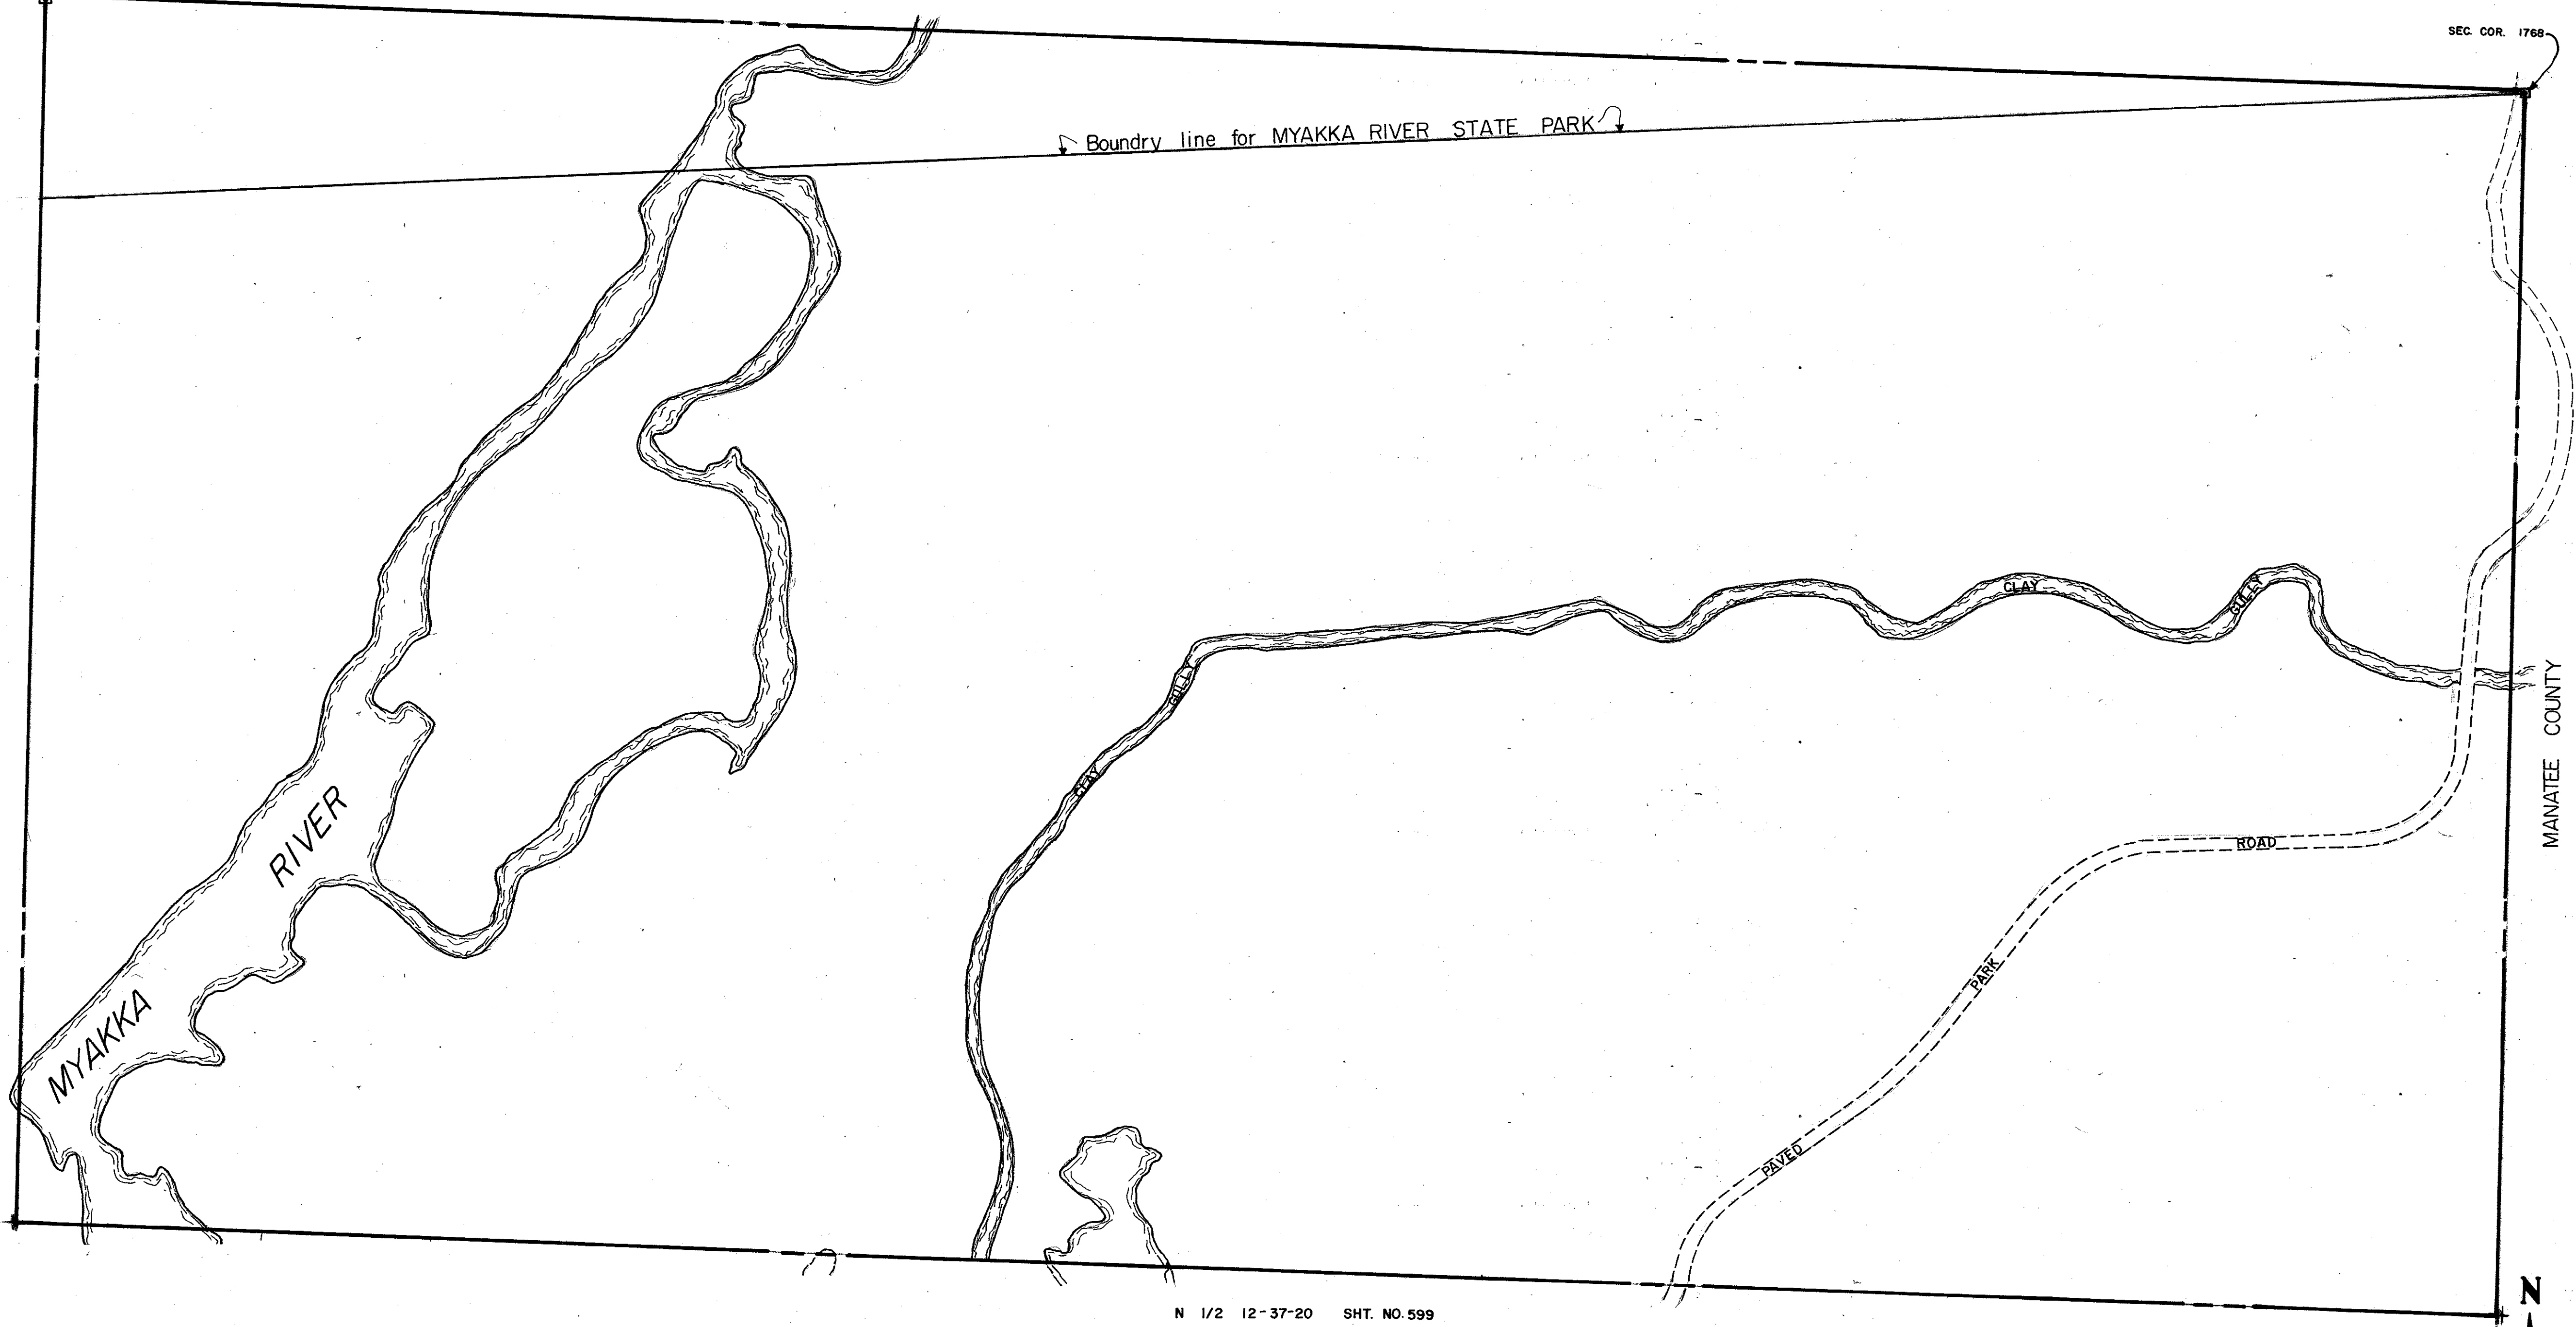 SEC. COR. 1768
Boundry line for MYAKKA RIVER STATE PARK
CLAY
GULLY
GULLY
CLAY
MANATEE COUNTY
RIVER
ROAD
PARK
MYAKKA
PAVED
N
N 1/2 12-37-20 SHT. NO. 599